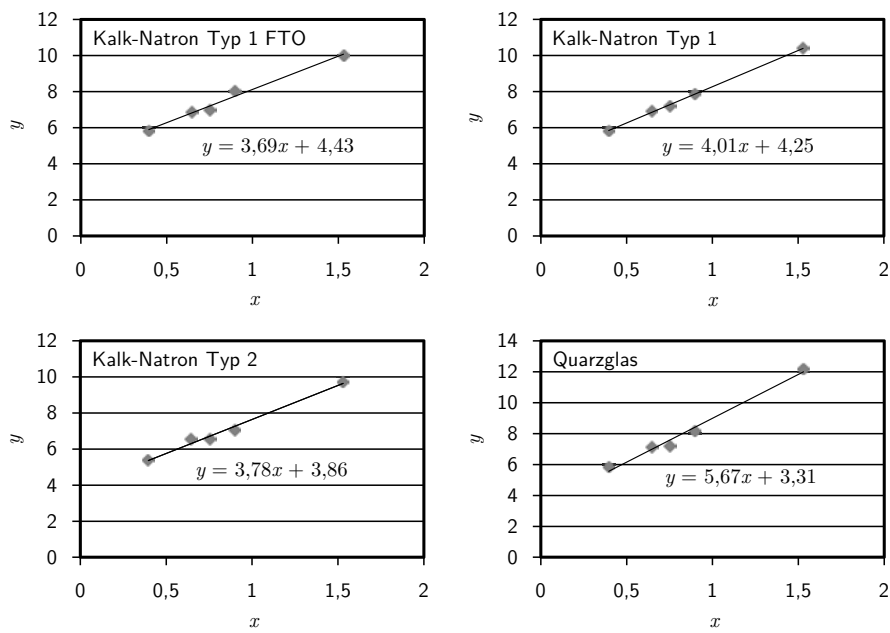 12
Kalk-Natron Typ 1 FTO
10
8
6
y = 3,69x + 4,43
4
2
0
0 0,5 1 1,5 2
x
y
12
Kalk-Natron Typ 1
10
8
6
y = 4,01x + 4,25
4
2
0
0 0,5 1 1,5 2
x
y
12
Kalk-Natron Typ 2
10
8
6
y = 3,78x + 3,86
4
2
0
0 0,5 1 1,5 2
x
y
14
Quarzglas
12
10
8
6
y = 5,67x + 3,31
4
2
0
0 0,5 1 1,5 2
x
y